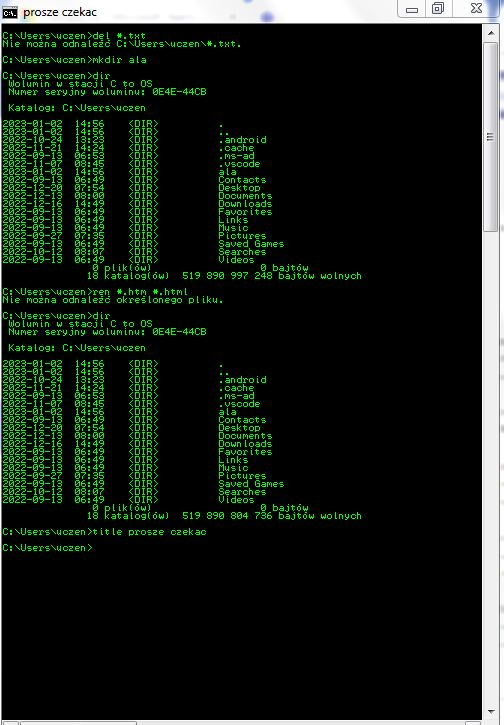 prosze czekac
C:\Users\uczen>del *.txt
Nie można odnaleźć C:\Users\uczen\*.txt.
C:\Users\uczen>mkdir ala
C:\Users\uczen>dir
Wolumin w stacji C to OS
Numer seryjny woluminu: 0E4E-44CB
Katalog: C:\Users\uczen
2023-01-02 14:56 <DIR> .
2023-01-02 14:56 <DIR> ..
2022-10-24 13:23 <DIR> .android
2022-11-21 14:24 <DIR> .cache
2022-09-13 06:53 <DIR> .ms-ad
2022-11-07 08:45 <DIR> .vscode
2023-01-02 14:56 <DIR> ala
2022-09-13 06:49 <DIR> Contacts
2022-12-20 07:54 <DIR> Desktop
2022-12-13 08:00 <DIR> Documents
2022-12-16 14:49 <DIR> Downloads
2022-09-13 06:49 <DIR> Favorites
2022-09-13 06:49 <DIR> Links
2022-09-13 06:49 <DIR> Music
2022-09-27 07:35 <DIR> Pictures
2022-09-13 06:49 <DIR> Saved Games
2022-10-12 08:07 <DIR> Searches
2022-09-13 06:49 <DIR> Videos
0 plik(ów) 0 bajtów
18 katalog(ów) 519 890 997 248 bajtów wolnych
C:\Users\uczen>ren *.htm *.html
Nie można odnaleźć określonego pliku.
C:\Users\uczen>dir
Wolumin w stacji C to OS
Numer seryjny woluminu: 0E4E-44CB
Katalog: C:\Users\uczen
2023-01-02 14:56 <DIR> .
2023-01-02 14:56 <DIR> ..
2022-10-24 13:23 <DIR> .android
2022-11-21 14:24 <DIR> .cache
2022-09-13 06:53 <DIR> .ms-ad
2022-11-07 08:45 <DIR> .vscode
2023-01-02 14:56 <DIR> ala
2022-09-13 06:49 <DIR> Contacts
2022-12-20 07:54 <DIR> Desktop
2022-12-13 08:00 <DIR> Documents
2022-12-16 14:49 <DIR> Downloads
2022-09-13 06:49 <DIR> Favorites
2022-09-13 06:49 <DIR> Links
2022-09-13 06:49 <DIR> Music
2022-09-27 07:35 <DIR> Pictures
2022-09-13 06:49 <DIR> Saved Games
2022-10-12 08:07 <DIR> Searches
2022-09-13 06:49 <DIR> Videos
0 plik(ów) 0 bajtów
18 katalog(ów) 519 890 804 736 bajtów wolnych
C:\Users\uczen>title prosze czekac
C:\Users\uczen>